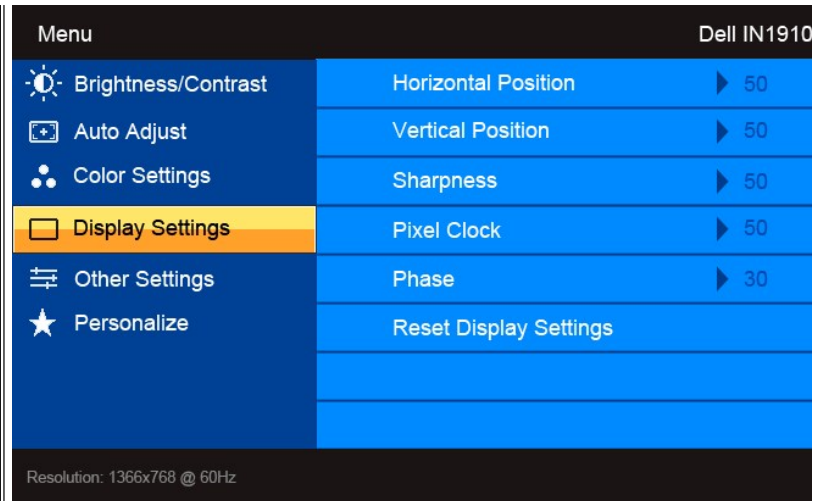 Menu Dell IN1910
Brightness/Contrast Horizontal Position 50
Auto Adjust Vertical Position 50
Color Settings Sharpness 50
Display Settings Pixel Clock 50
Other Settings Phase 30
Personalize Reset Display Settings
Resolution: 1366x768 @ 60Hz